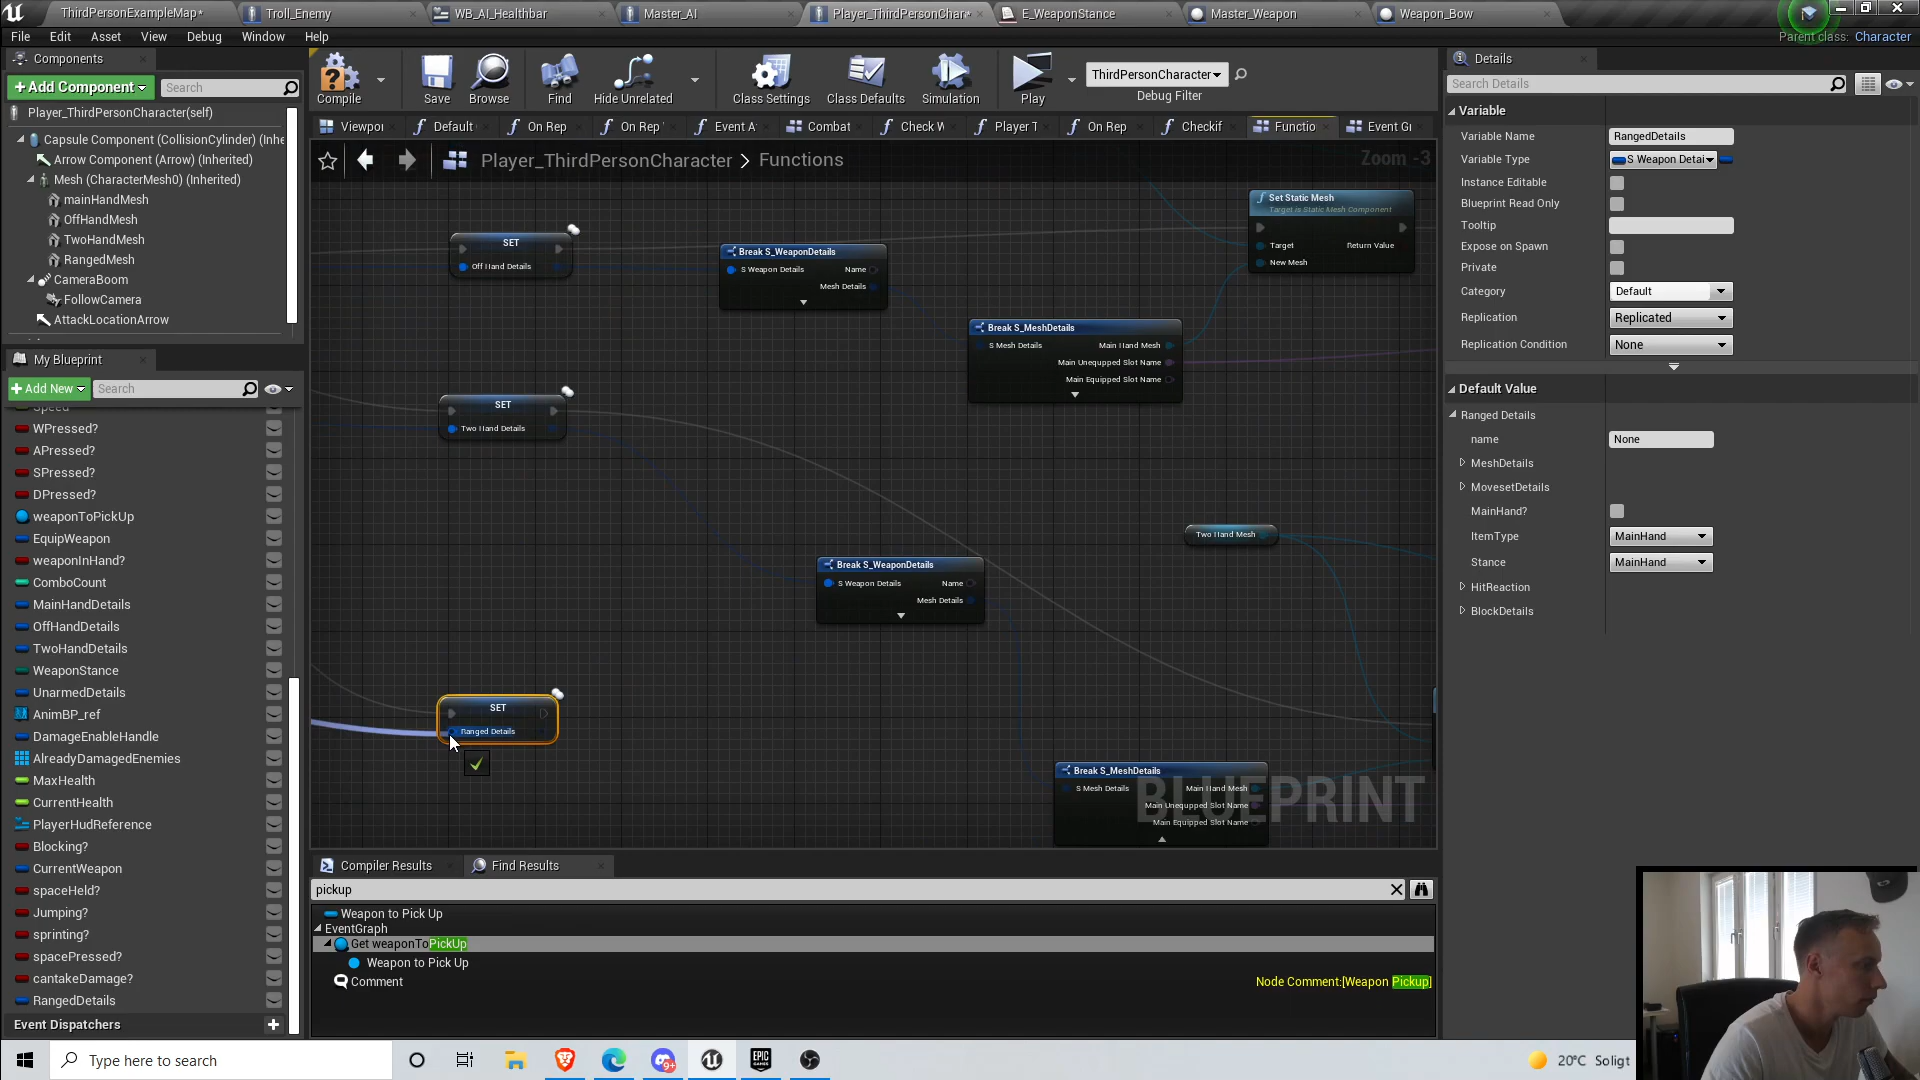 ThirdPersonExampleMap*
Troll_Enemy
WB_AI_Healthbar
Master_AI
Player_ThirdPersonChar*
E_WeaponStance
Master_Weapon
Weapon_Bow
File Edit Asset View Debug Window Help
Parent class: Character
Components
+Add Component
Search
Player_ThirdPersonCharacter(self)
Capsule Component (CollisionCylinder) (Inhe
Arrow Component (Arrow) (Inherited)
Mesh (CharacterMesh0) (Inherited)
mainHandMesh
OffHandMesh
TwoHandMesh
RangedMesh
CameraBoom
FollowCamera
AttackLocationArrow
My Blueprint
+Add New
Search
Speed
WPressed?
APressed?
SPressed?
DPressed?
weaponToPickUp
EquipWeapon
weaponInHand?
ComboCount
MainHandDetails
OffHandDetails
TwoHandDetails
WeaponStance
UnarmedDetails
AnimBP_ref
DamageEnableHandle
AlreadyDamagedEnemies
MaxHealth
CurrentHealth
PlayerHudReference
Blocking?
CurrentWeapon
spaceHeld?
Jumping?
sprinting?
spacePressed?
cantakeDamage?
RangedDetails
Event Dispatchers +
Compile
Save
Browse
Find
Hide Unrelated
Class Settings
Class Defaults
Simulation
Play
ThirdPersonCharacter
Debug Filter
Viewpo
Default
On Rep
On Rep
Event A
Combat
Check W
Player T
On Rep
Checkif
Functio
Event Gr
Player_ThirdPersonCharacter > Functions
Zoom -3
SET
Off Hand Details
Break S_WeaponDetails
S Weapon Details Name
Mesh Details
Set Static Mesh
Target is Static Mesh Component
Target Return Value
New Mesh
Break S_MeshDetails
S Mesh Details Main Hand Mesh
Main Unequpped Slot Name
Main Equipped Slot Name
SET
Two Hand Details
Two Hand Mesh
Break S_WeaponDetails
S Weapon Details Name
Mesh Details
SET
Ranged Details
Break S_MeshDetails
S Mesh Details Main Hand Mesh
Main Unequpped Slot Name
Main Equipped Slot Name
BLUEPRINT
Compiler Results
Find Results
pickup
Weapon to Pick Up
EventGraph
Get weaponToPickUp
Weapon to Pick Up
Comment
Node Comment:[Weapon Pickup]
Details
Search Details
Variable
Variable Name RangedDetails
Variable Type S Weapon Detai
Instance Editable
Blueprint Read Only
Tooltip
Expose on Spawn
Private
Category Default
Replication Replicated
Replication Condition None
Default Value
Ranged Details
name None
MeshDetails
MovesetDetails
MainHand?
ItemType MainHand
Stance MainHand
HitReaction
BlockDetails
Type here to search
EPIC GAMES
9+
20°C Soligt